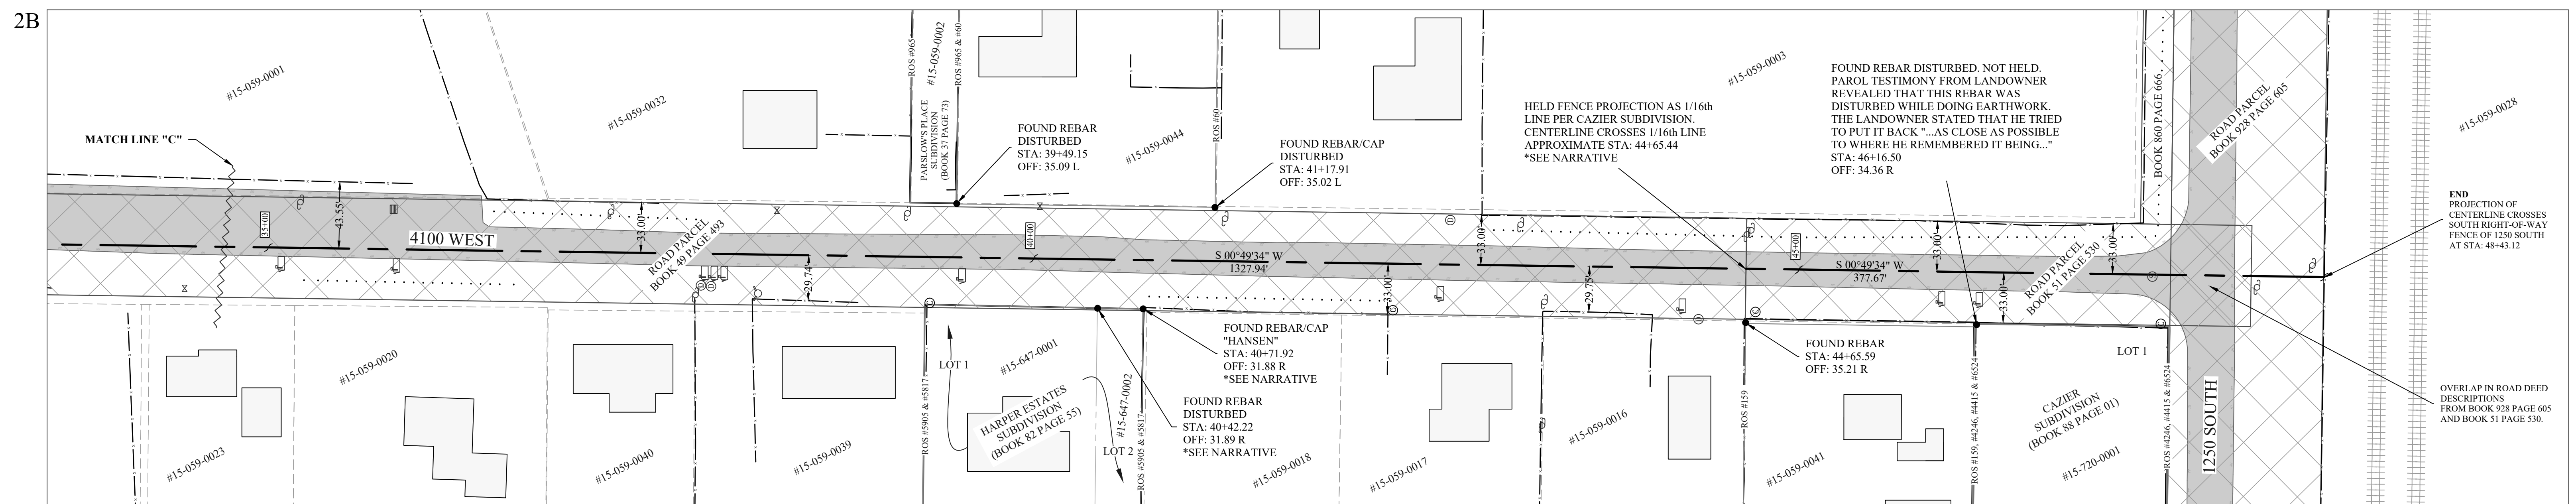 2B
MATCH LINE "C"
#15-059-0001
#15-059-0032
ROS #965
PARSLOW'S PLACE
SUBDIVISION
(BOOK 37 PAGE 73)
#15-059-0002
ROS #965 & #60
FOUND REBAR
DISTURBED
STA: 39+49.15
OFF: 35.09 L
#15-059-0044
ROS #60
FOUND REBAR/CAP
DISTURBED
STA: 41+17.91
OFF: 35.02 L
HELD FENCE PROJECTION AS 1/16th
LINE PER CAZIER SUBDIVISION.
CENTERLINE CROSSES 1/16th LINE
APPROXIMATE STA: 44+65.44
*SEE NARRATIVE
#15-059-0003
FOUND REBAR DISTURBED. NOT HELD.
PAROL TESTIMONY FROM LANDOWNER
REVEALED THAT THIS REBAR WAS
DISTURBED WHILE DOING EARTHWORK.
THE LANDOWNER STATED THAT HE TRIED
TO PUT IT BACK "...AS CLOSE AS POSSIBLE
TO WHERE HE REMEMBERED IT BEING..."
STA: 46+16.50
OFF: 34.36 R
BOOK 860 PAGE 666
ROAD PARCEL
BOOK 928 PAGE 605
#15-059-0028
END
PROJECTION OF
CENTERLINE CROSSES
SOUTH RIGHT-OF-WAY
FENCE OF 1250 SOUTH
AT STA: 48+43.12
35+00
43.55'
4100 WEST
33.00'
ROAD PARCEL
BOOK 49 PAGE 493
29.74'
40+00
S 00°49'34" W
1327.94'
33.00'
33.00'
29.75'
45+00
S 00°49'34" W
377.67'
33.00'
33.00'
ROAD PARCEL
BOOK 51 PAGE 530
33.00'
#15-059-0020
#15-059-0023
#15-059-0040
#15-059-0039
ROS #5905 & #5817
LOT 1
#15-647-0001
HARPER ESTATES
SUBDIVISION
(BOOK 82 PAGE 55)
#15-647-0002
LOT 2
ROS #5905 & #5817
FOUND REBAR/CAP
"HANSEN"
STA: 40+71.92
OFF: 31.88 R
*SEE NARRATIVE
FOUND REBAR
DISTURBED
STA: 40+42.22
OFF: 31.89 R
*SEE NARRATIVE
#15-059-0018
#15-059-0017
#15-059-0016
ROS #159
FOUND REBAR
STA: 44+65.59
OFF: 35.21 R
#15-059-0041
ROS #159, #4246, #4415 & #6524
LOT 1
CAZIER
SUBDIVISION
(BOOK 88 PAGE 01)
#15-720-0001
ROS #4246, #4415 & #6524
1250 SOUTH
OVERLAP IN ROAD DEED
DESCRIPTIONS
FROM BOOK 928 PAGE 605
AND BOOK 51 PAGE 530.